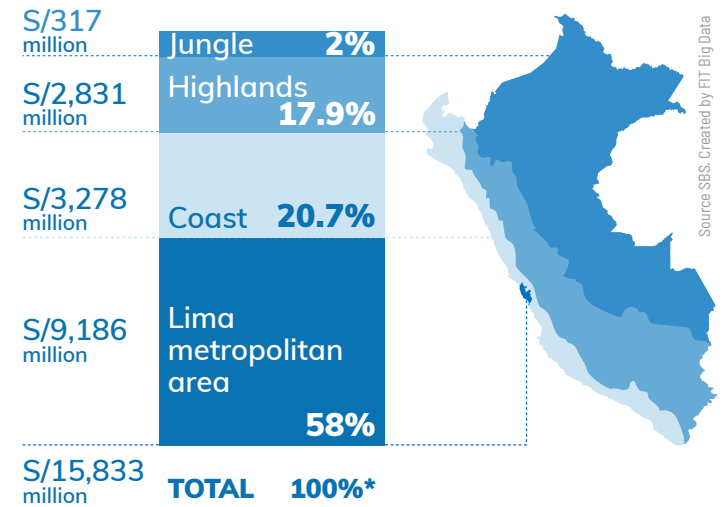 S/317
million
Jungle 2%
S/2,831
million
Highlands
17.9%
S/3,278
million
Coast 20.7%
S/9,186
million
Lima
metropolitan
area
58%
S/15,833
million
TOTAL 100%*
Source SBS. Created by FIT Big Data